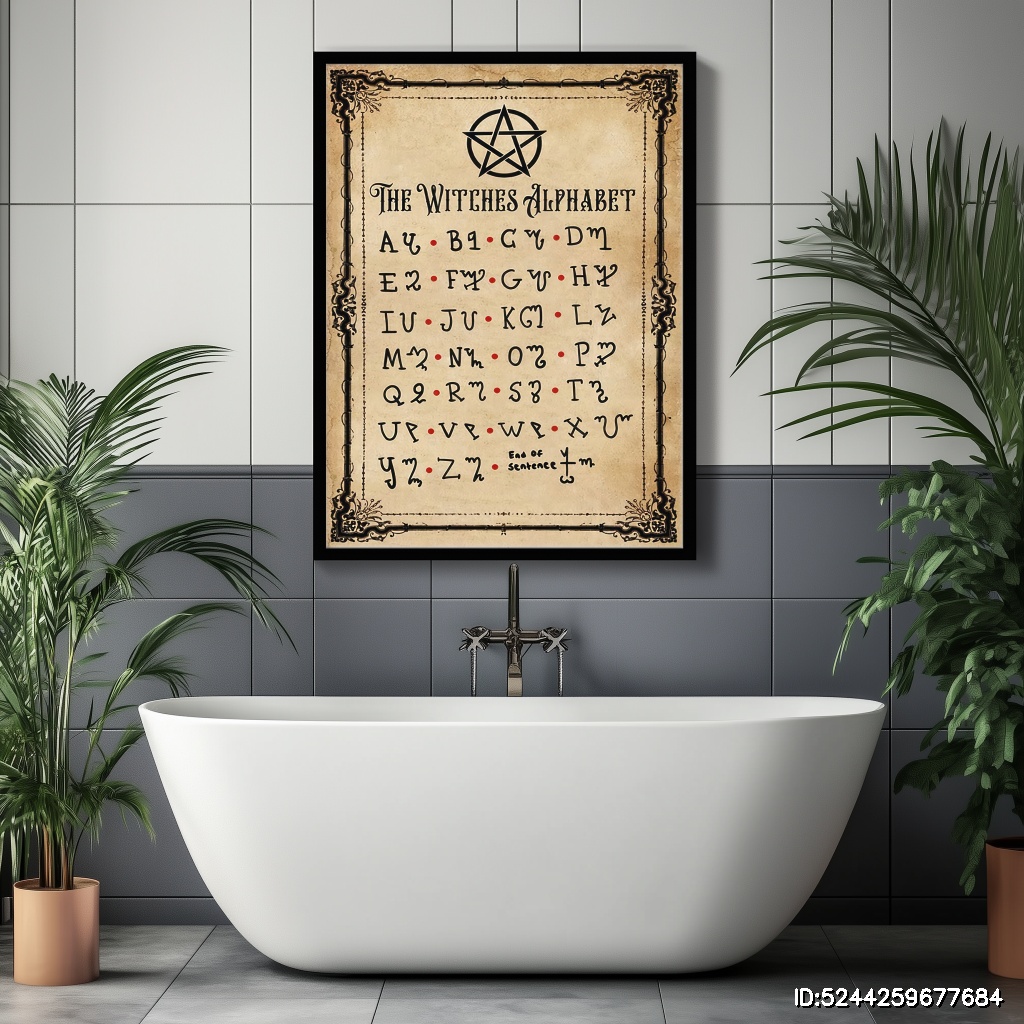 THE WITCHES ALPHABET
A • B • C • D
E • F • G • H
I • J • K • L
M • N • O • P
Q • R • S • T
U • V • W • X
Y • Z • End of Sentence
ID:5244259677684